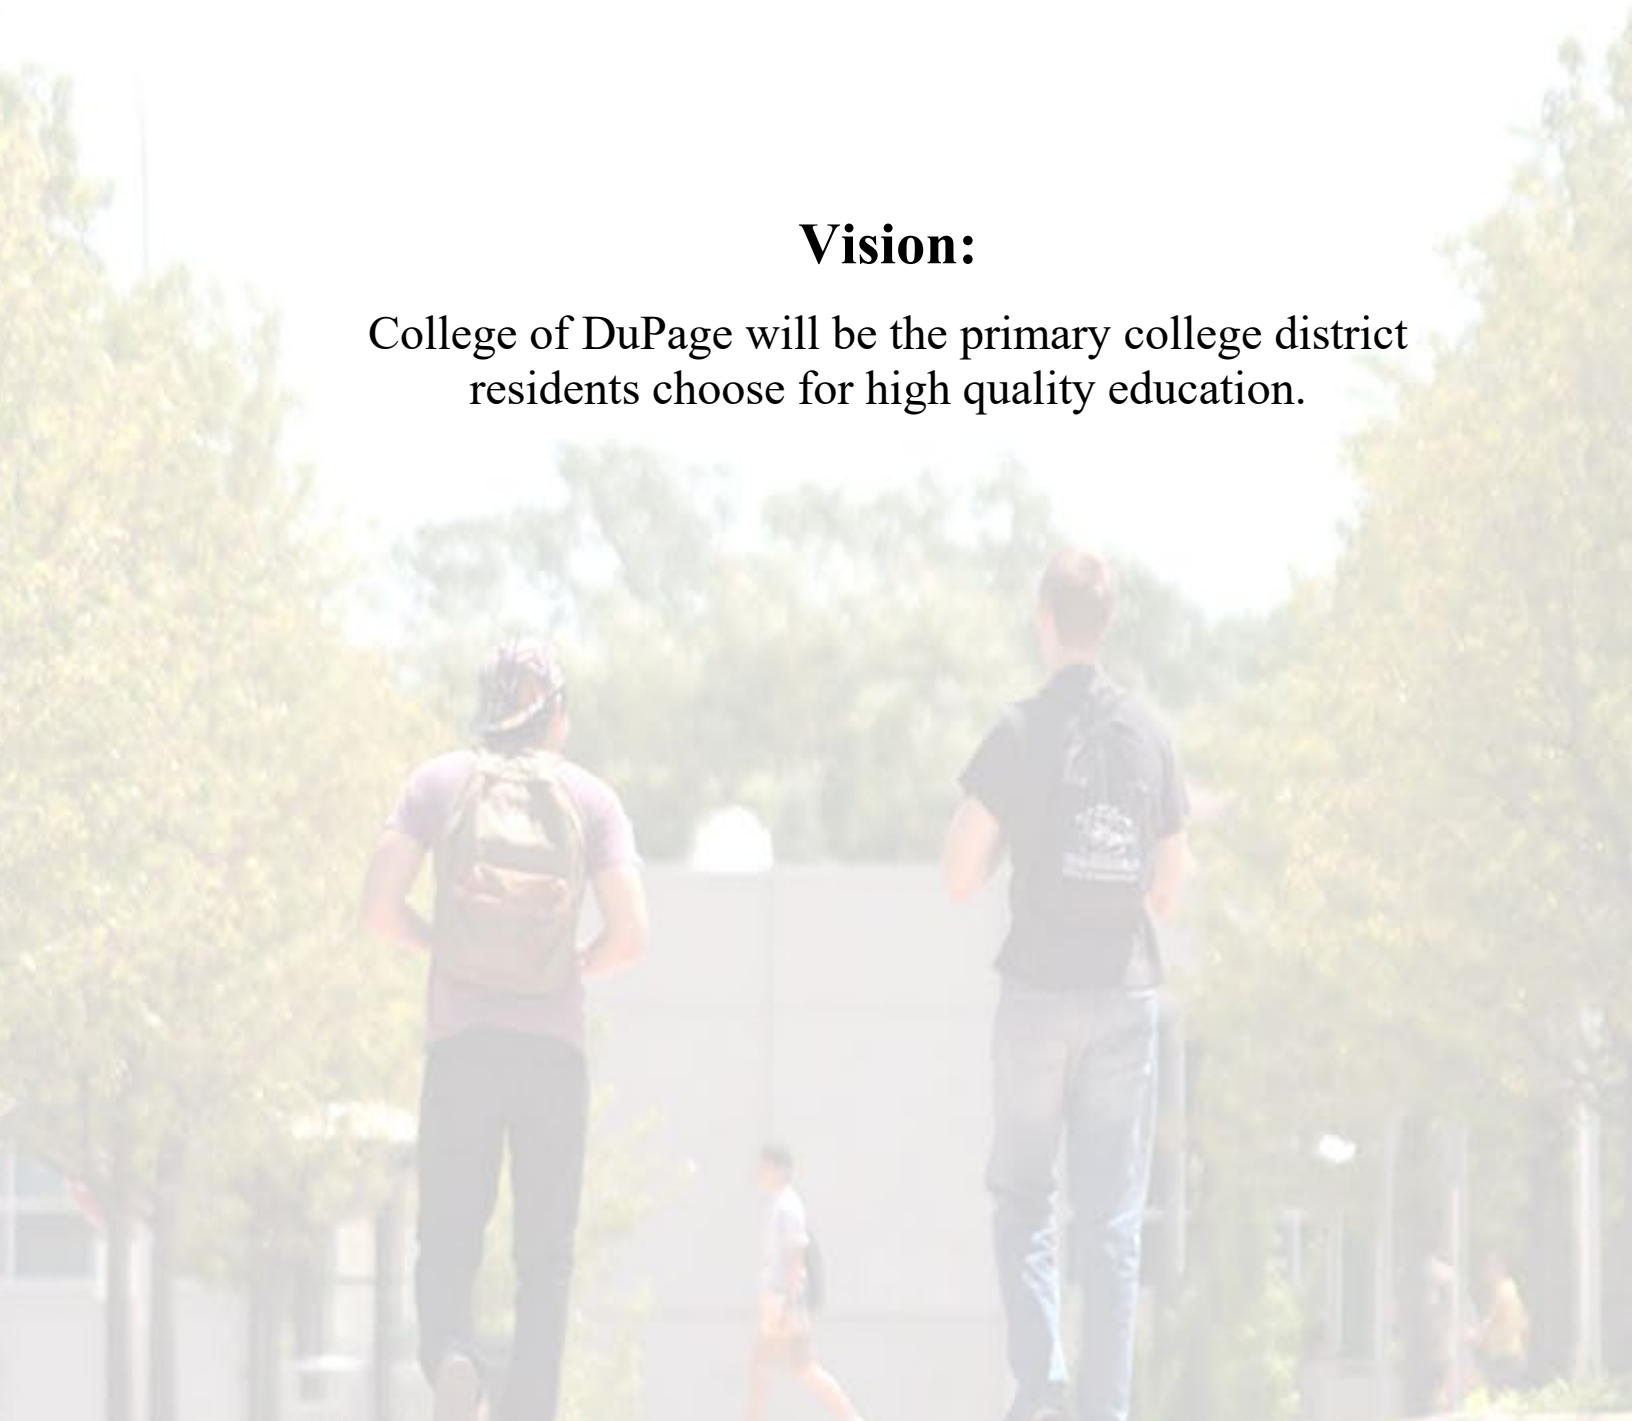 Vision:
College of DuPage will be the primary college district
residents choose for high quality education.